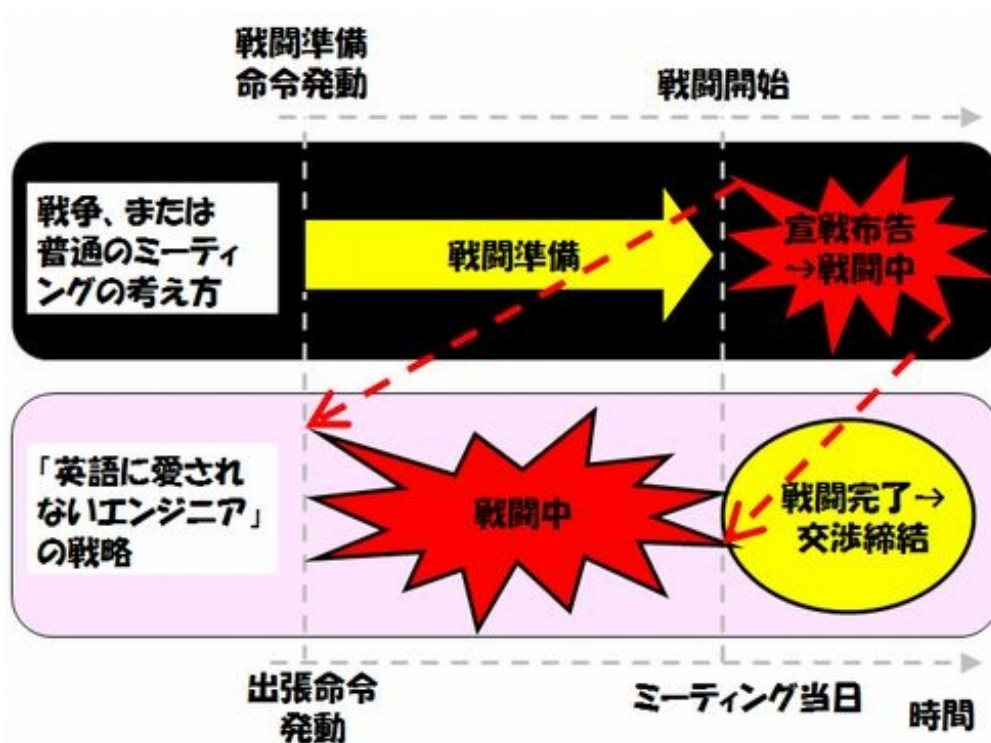 戦闘準備
命令発動
戦闘開始
戦争、または
普通のミーティ
ングの考え方
戦闘準備
宣戦布告
→戦闘中
「英語に愛され
ないエンジニア」
の戦略
戦闘中
戦闘完了→
交渉締結
出張命令
発動
ミーティング当日
時間